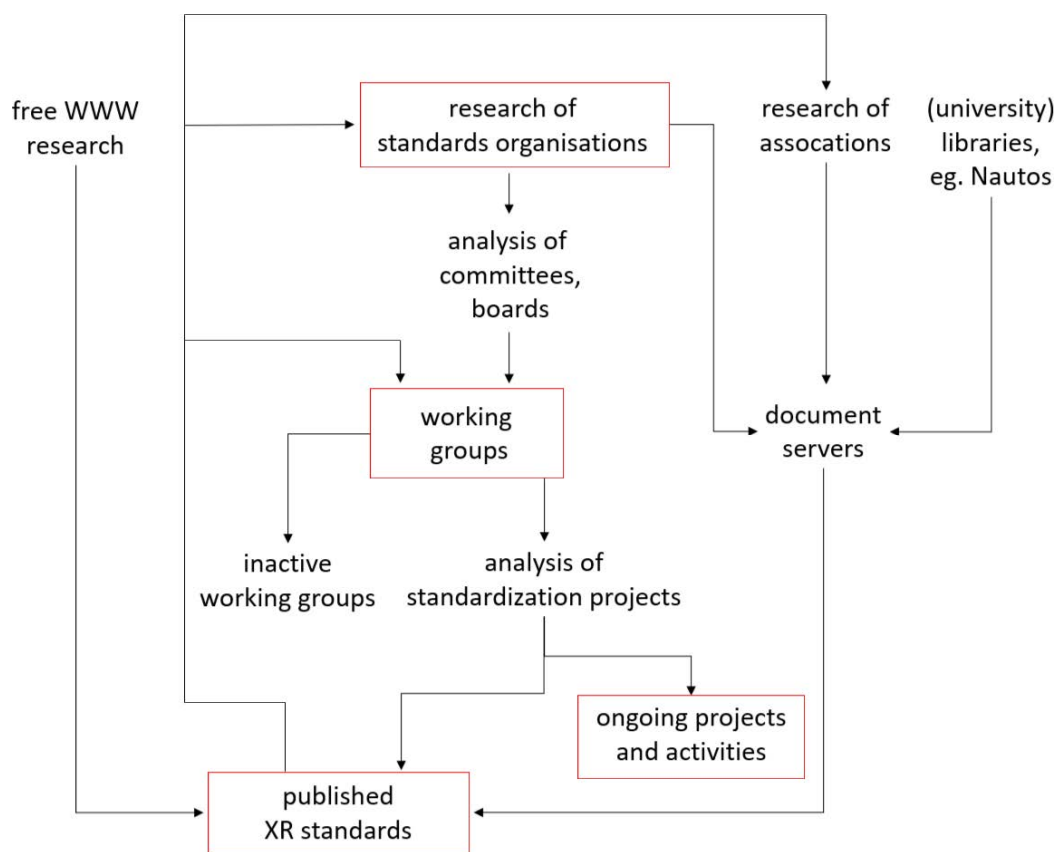 free WWW
research
research of
standards organisations
research of
assocations
(university)
libraries,
eg. Nautos
analysis of
committees,
boards
working
groups
document
servers
inactive
working groups
analysis of
standardization projects
ongoing projects
and activities
published
XR standards